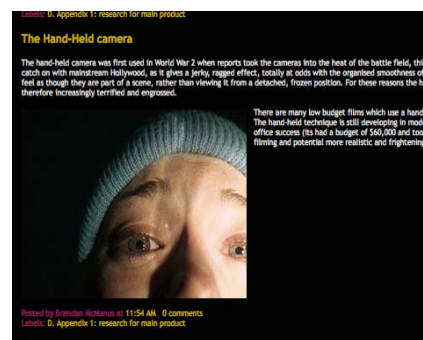 Labels: D. Appendix 1: research for main product
The Hand-Held camera
The hand-held camera was first used in World War 2 when reports took the cameras into the heat of the battle field, thi
catch on with mainstream Hollywood, as it gives a jerky, ragged effect, totally at odds with the organised smoothness of
feel as though they are part of a scene, rather than viewing it from a detached, frozen position. For these reasons the h
therefore increasingly terrified and engrossed.
There are many low budget films which use a hand
The hand-held technique is still developing in mod
office success (its had a budget of $60,000 and too
filming and potential more realistic and frightening
Posted by Brendan McManus at 11:54 AM 0 comments
Labels: D. Appendix 1: research for main product